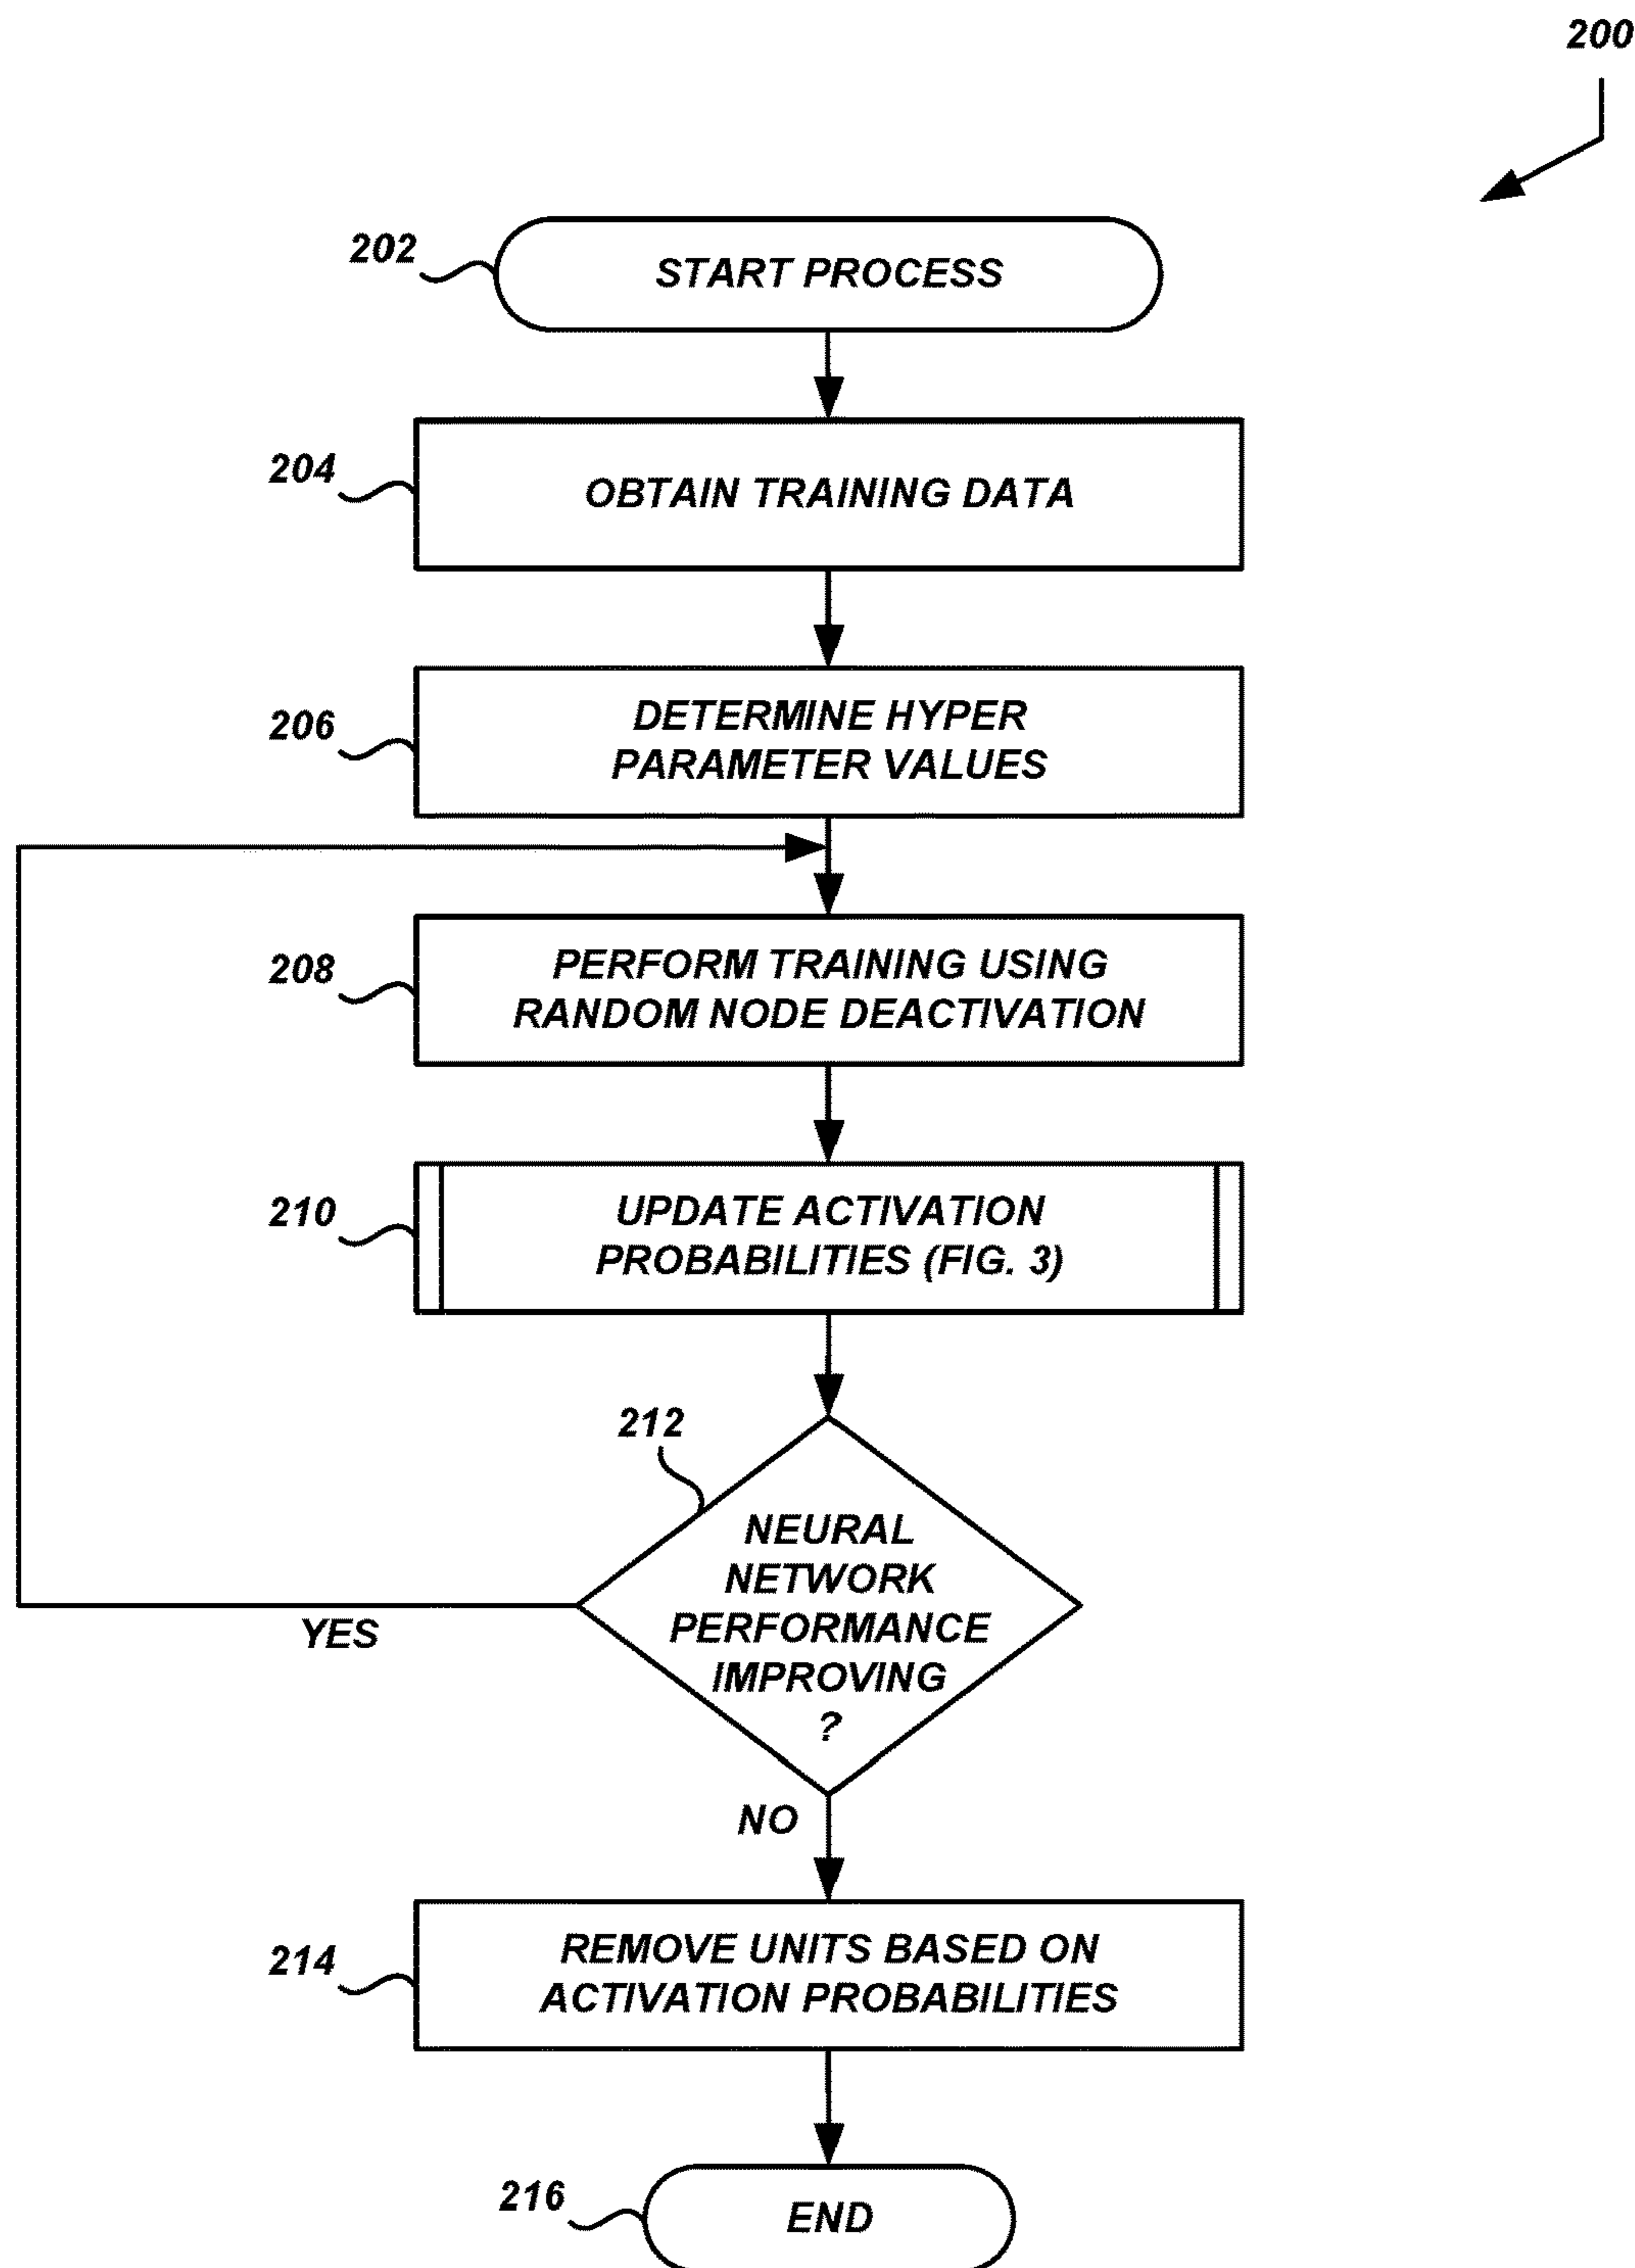 200
202
START PROCESS
204
OBTAIN TRAINING DATA
206
DETERMINE HYPER
PARAMETER VALUES
208
PERFORM TRAINING USING
RANDOM NODE DEACTIVATION
210
UPDATE ACTIVATION
PROBABILITIES (FIG. 3)
212
NEURAL
NETWORK
PERFORMANCE
IMPROVING
?
YES
NO
214
REMOVE UNITS BASED ON
ACTIVATION PROBABILITIES
216
END